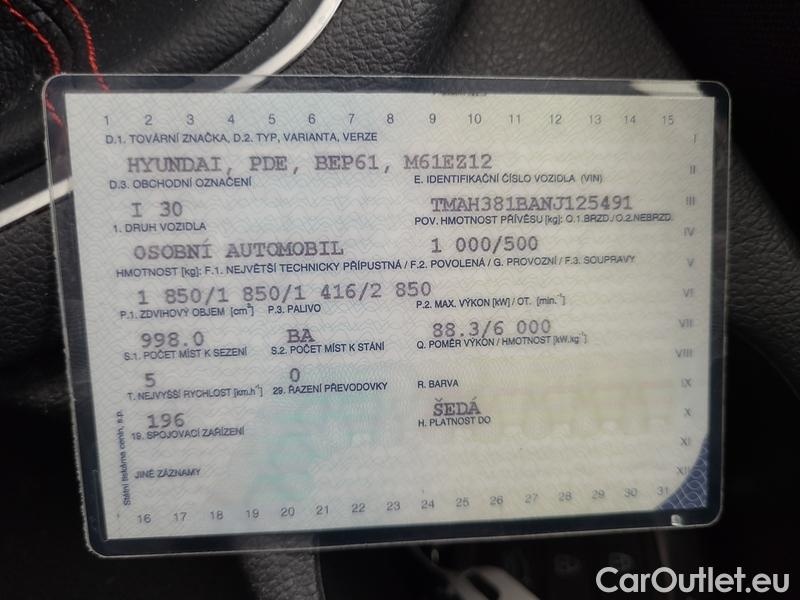 1 2 3 4 5 6 7 8 9 10 11 12 13 14 15
D.1. TOVÁRNÍ ZNAČKA, D.2. TYP, VARIANTA, VERZE I
HYUNDAI, PDE, BEP61, M61EZ12 II
D.3. OBCHODNÍ OZNAČENÍ E. IDENTIFIKAČNÍ ČÍSLO VOZIDLA (VIN)
I 30 TMAH381BANJ125491 III
1. DRUH VOZIDLA POV. HMOTNOST PŘÍVĚSU [kg]: O.1. BRZD./O.2. NEBRZD.
OSOBNÍ AUTOMOBIL 1 000/500 IV
HMOTNOST [kg]: F.1. NEJVĚTŠÍ TECHNICKY PŘÍPUSTNÁ / F.2. POVOLENÁ / G. PROVOZNÍ / F.3. SOUPRAVY V
1 850/1 850/1 416/2 850 VI
P.1. ZDVIHOVÝ OBJEM [cm³] P.3. PALIVO P.2. MAX. VÝKON [kW] / OT. [min.⁻¹]
998.0 BA 88.3/6 000 VII
S.1. POČET MÍST K SEZENÍ S.2. POČET MÍST K STÁNÍ Q. POMĚR VÝKON / HMOTNOST [kW.kg⁻¹]
5 0 VIII
T. NEJVYŠŠÍ RYCHLOST [km.h⁻¹] 29. ŘAZENÍ PŘEVODOVKY R. BARVA IX
196 ŠEDÁ X
19. SPOJOVACÍ ZAŘÍZENÍ H. PLATNOST DO
XI
JINÉ ZÁZNAMY XII
16 17 18 19 20 21 22 23 24 25 26 27 28 29 30 31
Státní tiskárna cenin, s.p.
CarOutlet.eu